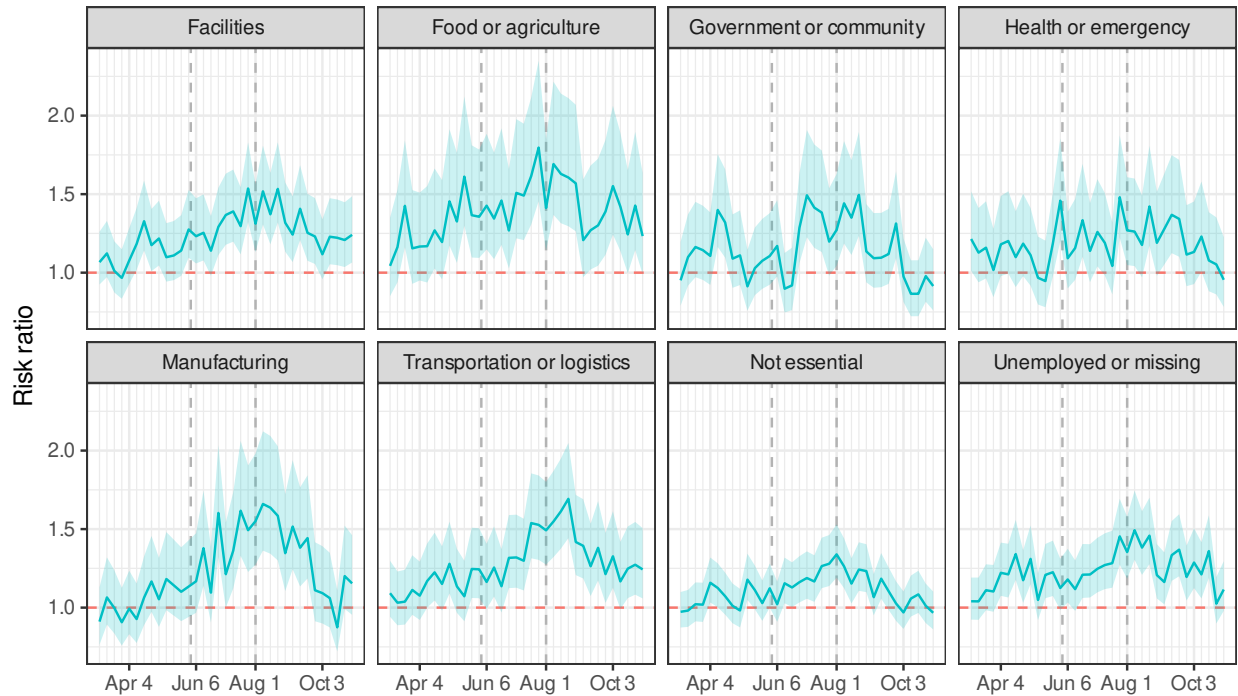 Facilities
Food or agriculture
Government or community
Health or emergency
2.0
1.5
1.0
Risk ratio
Manufacturing
Transportation or logistics
Not essential
Unemployed or missing
2.0
1.5
1.0
Apr 4 Jun 6 Aug 1 Oct 3
Apr 4 Jun 6 Aug 1 Oct 3
Apr 4 Jun 6 Aug 1 Oct 3
Apr 4 Jun 6 Aug 1 Oct 3